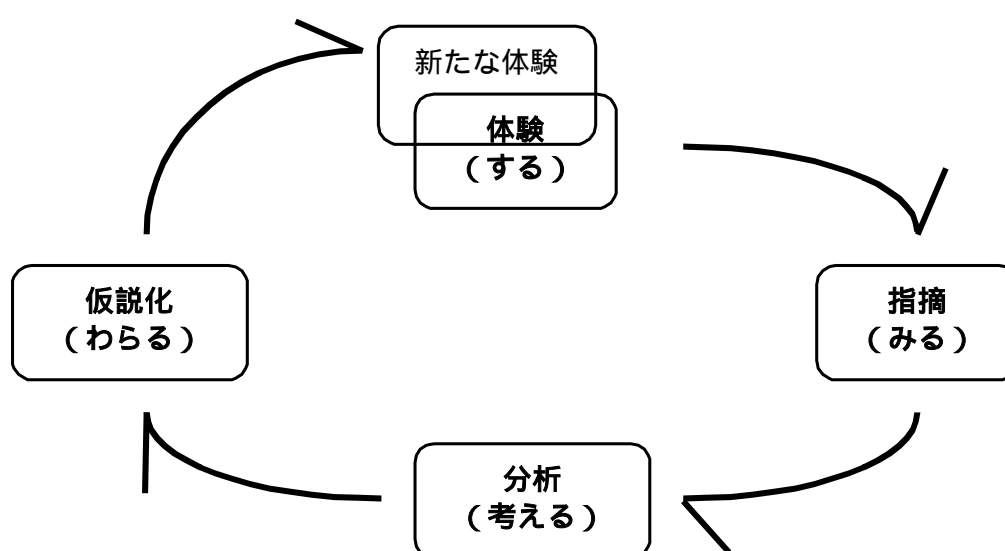 新たな体験
体験
（する）
指摘
（みる）
分析
（考える）
仮説化
（わらる）